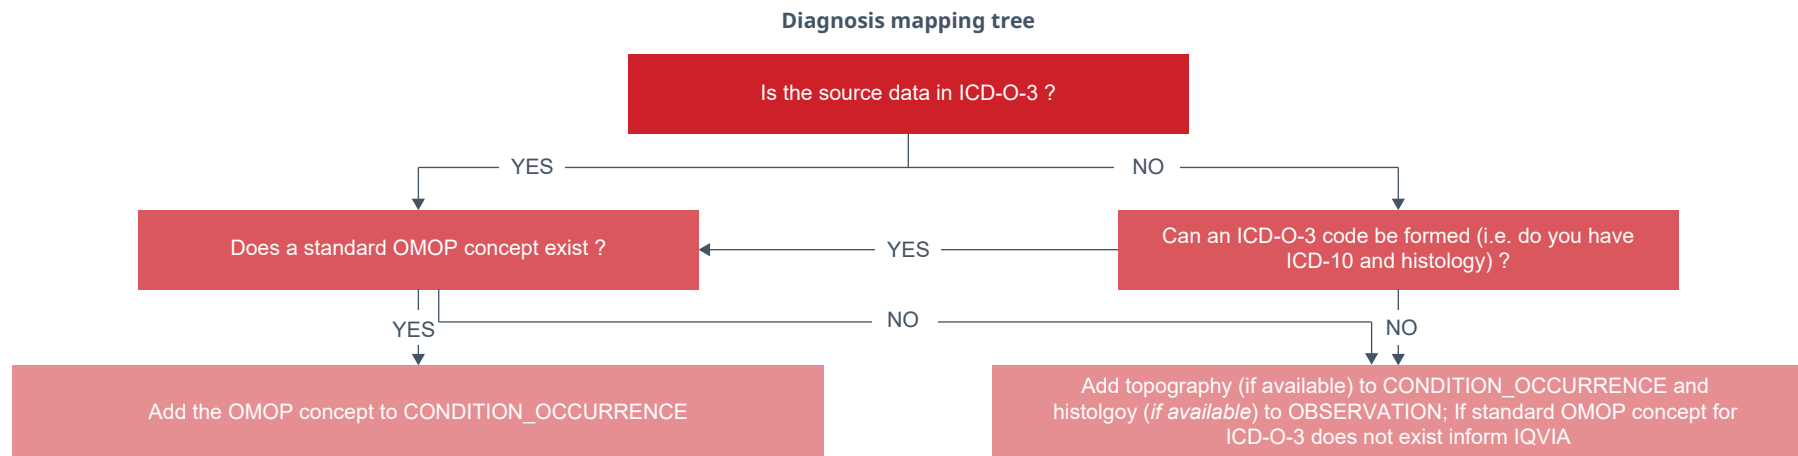 Diagnosis mapping tree
Is the source data in ICD-O-3 ?
YES
NO
Does a standard OMOP concept exist ?
YES
Can an ICD-O-3 code be formed (i.e. do you have
ICD-10 and histology) ?
YES
NO
NO
Add the OMOP concept to CONDITION_OCCURRENCE
Add topography (if available) to CONDITION_OCCURRENCE and
histolgoy (if available) to OBSERVATION; If standard OMOP concept for
ICD-O-3 does not exist inform IQVIA